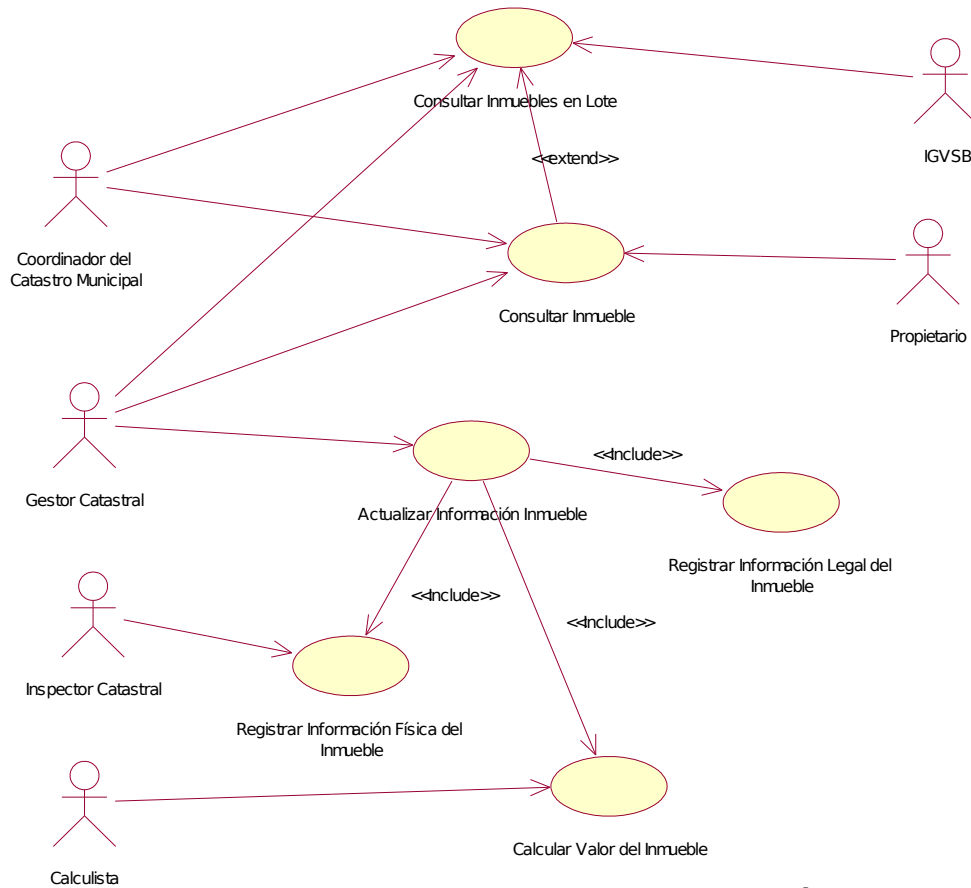 Consultar Inmuebles en Lote
<<extend>>
IGVSB
Coordinador del
Catastro Municipal
Consultar Inmueble
Propietario
<<Include>>
Gestor Catastral
Actualizar Información Inmueble
Registrar Información Legal del
Inmueble
<<Include>>
<<Include>>
Inspector Catastral
Registrar Información Física del
Inmueble
Calcular Valor del Inmueble
Calculista